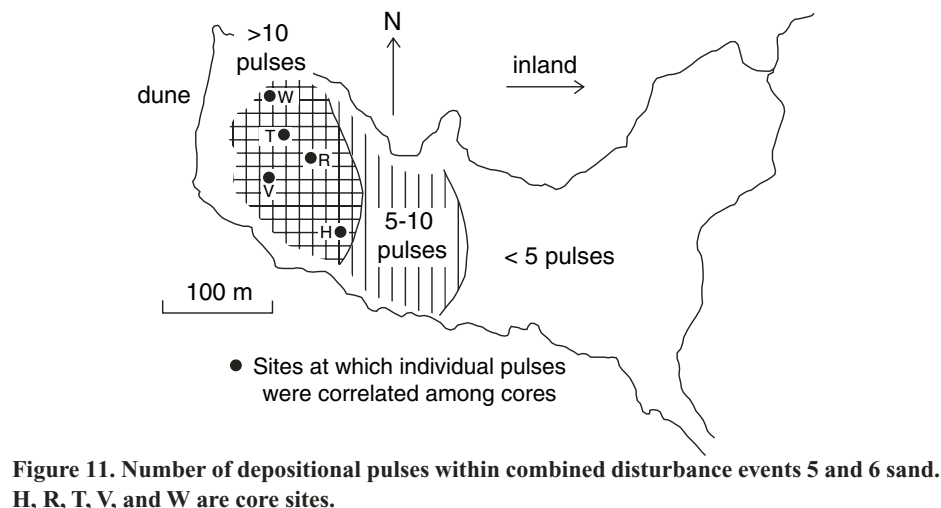 >10
pulses
N
inland
dune
W
T
R
V
H
5-10
pulses
< 5 pulses
100 m
Sites at which individual pulses
were correlated among cores
Figure 11. Number of depositional pulses within combined disturbance events 5 and 6 sand.
H, R, T, V, and W are core sites.